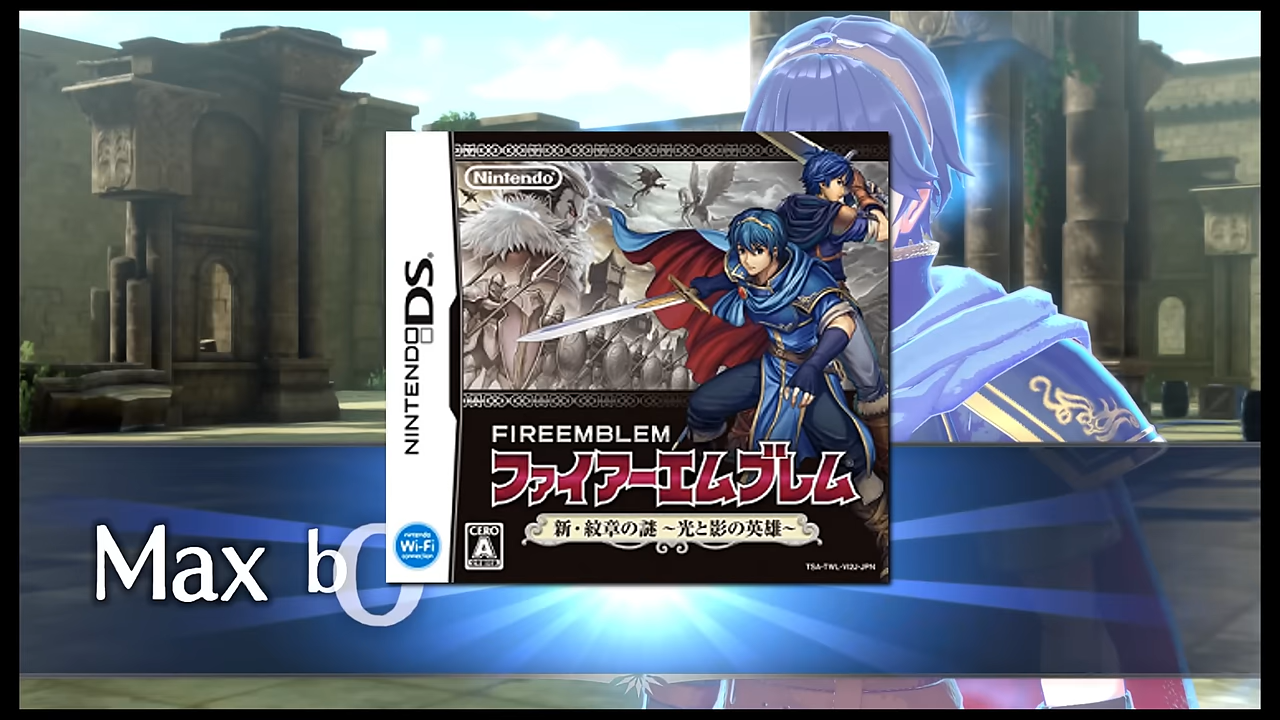 Nintendo
NINTENDO DS
FIREEMBLEM
ファイアーエムブレム
新・紋章の謎 ~光と影の英雄~
nintendo
Wi-Fi
connection
CERO
A
TSA-TWL-VI2J-JPN
Max bo